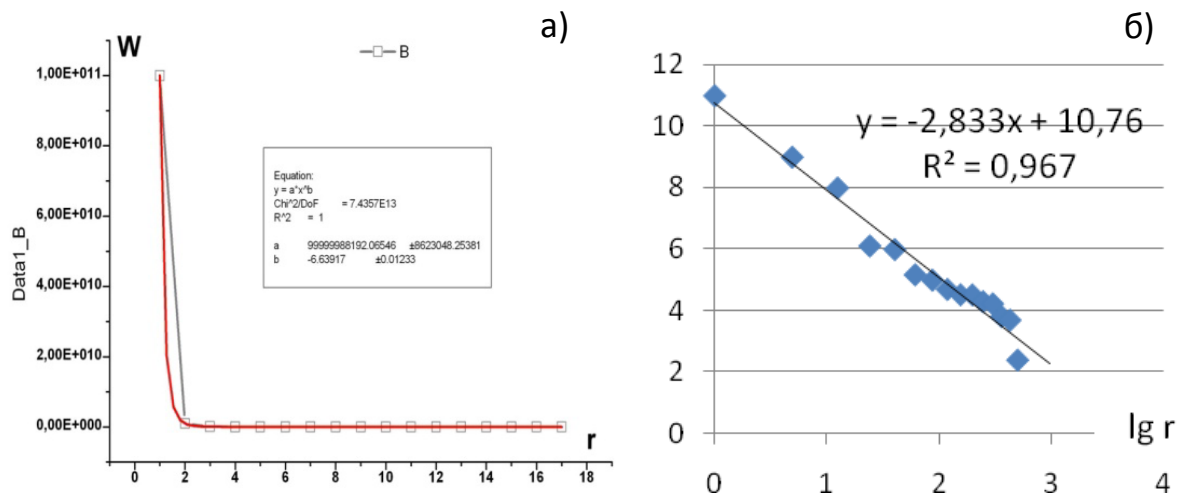 а)
W
B
1,00E+011
8,00E+010
6,00E+010
4,00E+010
2,00E+010
0,00E+000
Data1_B
Equation:
y = a*x^b
Chi^2/DoF = 7.4357E13
R^2 = 1
a 99999988192.06546 ±8623048.25381
b -6.63917 ±0.01233
r
0 2 4 6 8 10 12 14 16 18
б)
12
10
8
6
4
2
0
y = -2,833x + 10,76
R² = 0,967
lg r
0 1 2 3 4